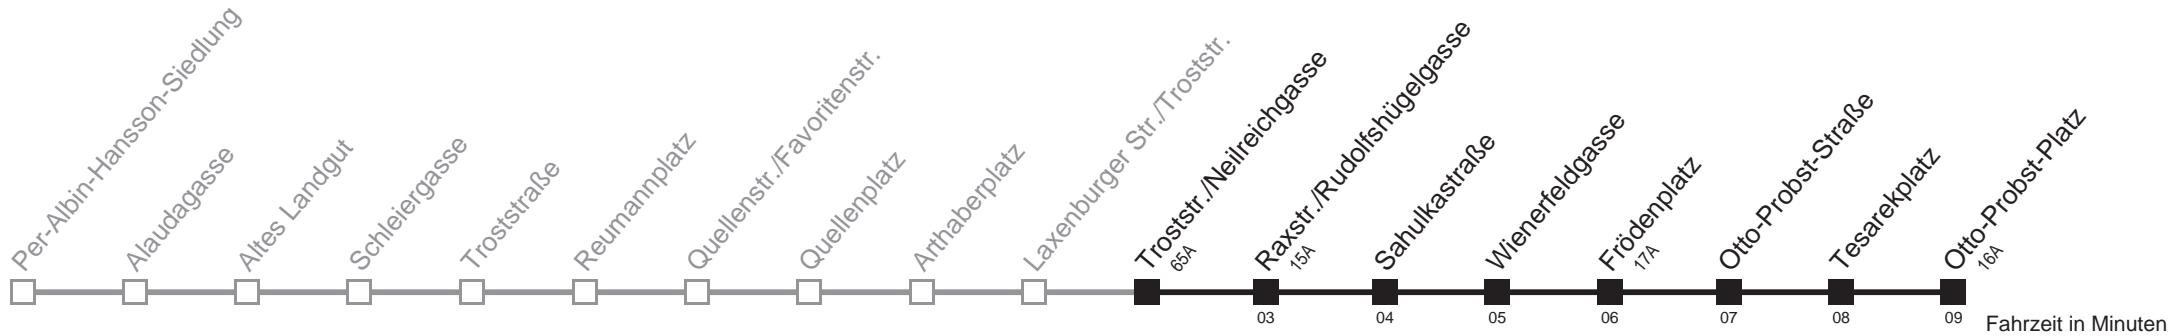 Per-Albin-Hansson-Siedlung
Alaudagasse
Altes Landgut
Schleiergasse
Troststraße
Reumannplatz
Quellenstr./Favoritenstr.
Quellenplatz
Arthaberplatz
Laxenburger Str./Troststr.
Troststr./Neilreichgasse
65A
Raxstr./Rudolfshügelgasse
15A
Sahulkastraße
Wienerfeldgasse
Frödenplatz
17A
Otto-Probst-Straße
Tesarekplatz
Otto-Probst-Platz
16A
03 04 05 06 07 08 09 Fahrzeit in Minuten